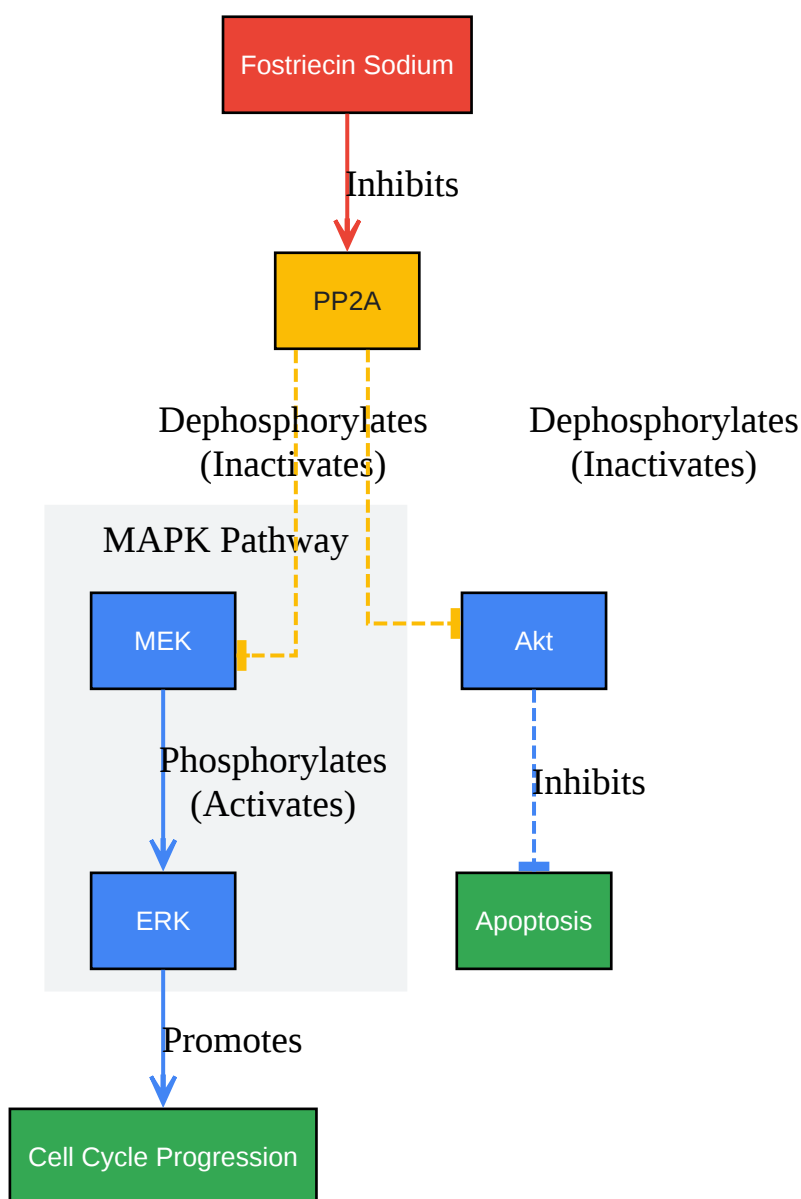 Fostriecin Sodium
Inhibits
PP2A
Dephosphorylates
(Inactivates)
Dephosphorylates
(Inactivates)
MAPK Pathway
MEK
Akt
Phosphorylates
(Activates)
Inhibits
ERK
Apoptosis
Promotes
Cell Cycle Progression